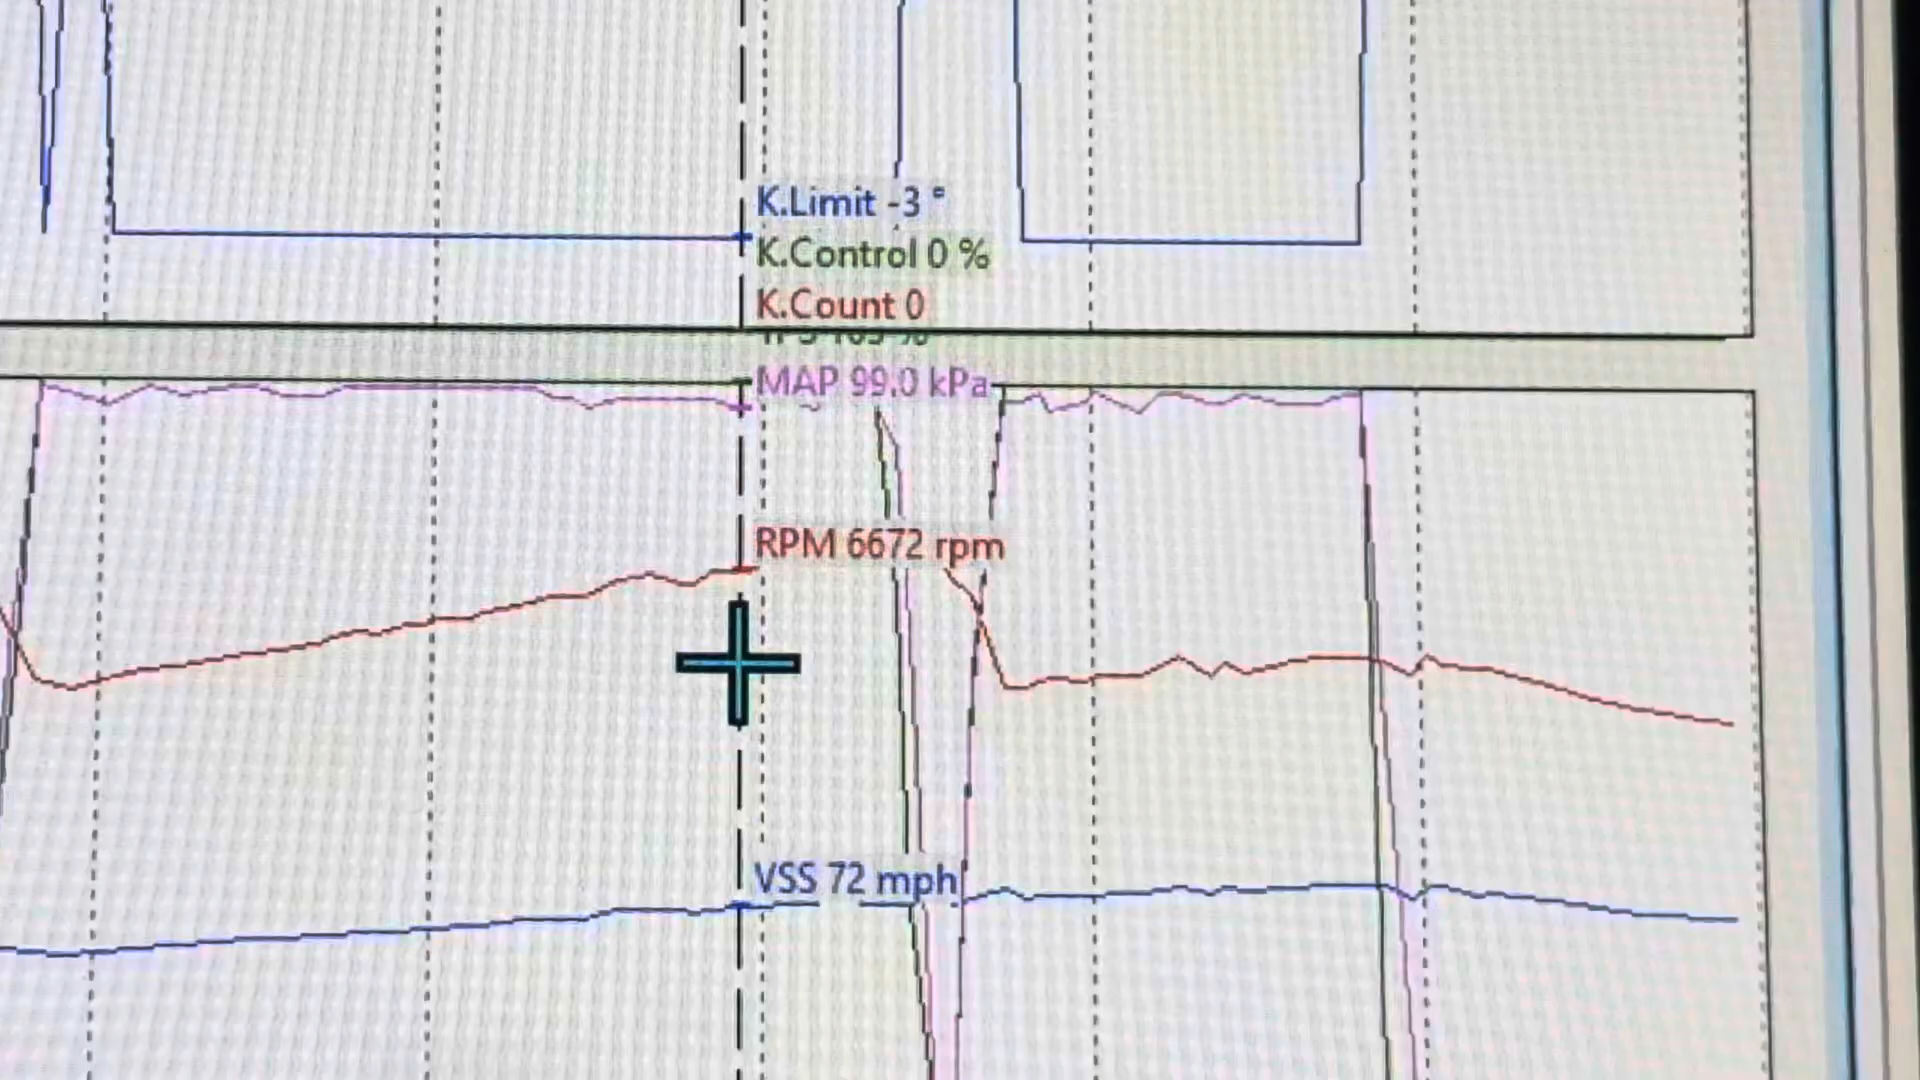 K.Limit -3 °
K.Control 0 %
K.Count 0
MAP 99.0 kPa
RPM 6672 rpm
VSS 72 mph